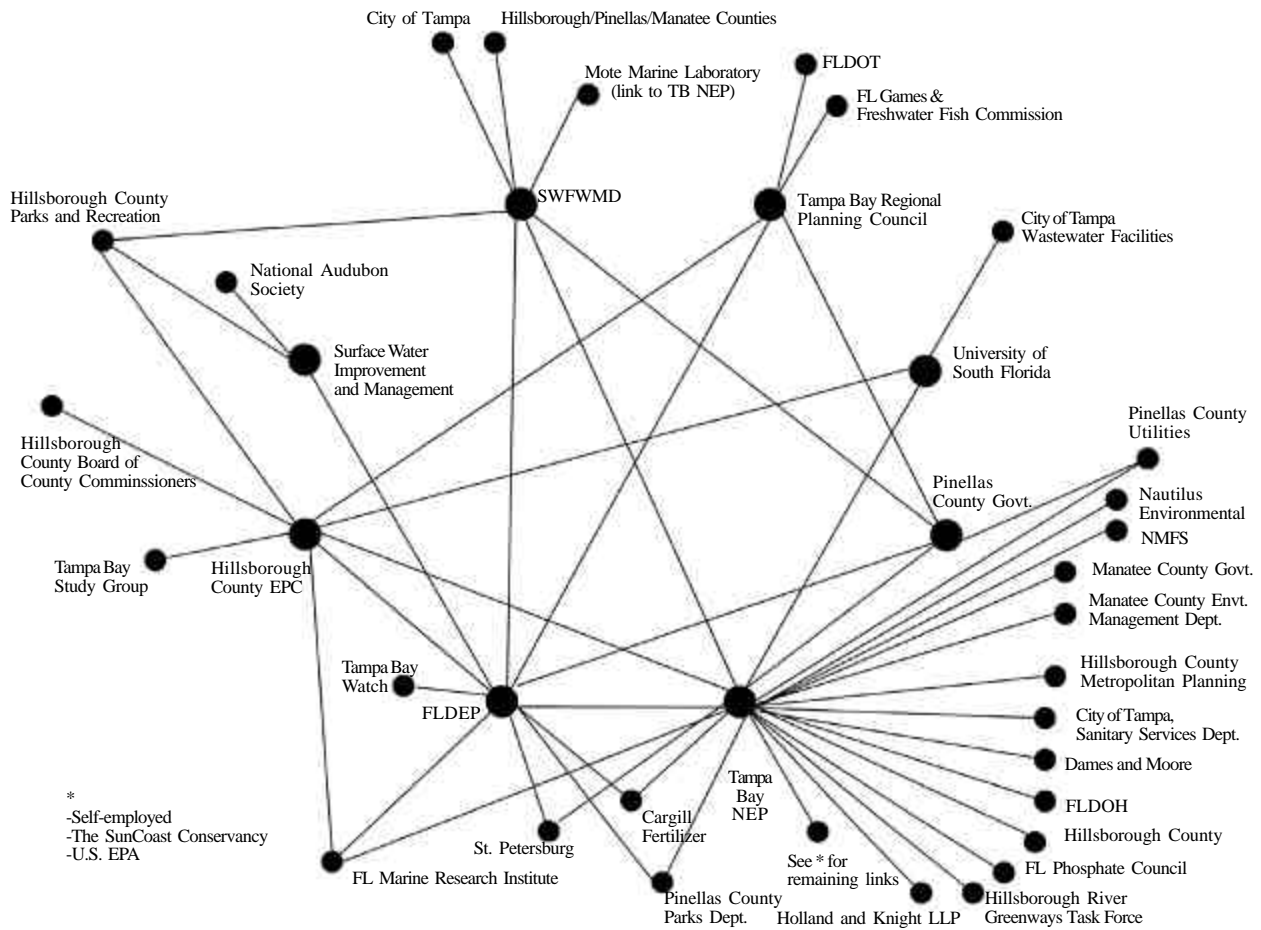 City of Tampa
Hillsborough/Pinellas/Manatee Counties
Mote Marine Laboratory
(link to TB NEP)
FLDOT
FL Games &
Freshwater Fish Commission
Hillsborough County
Parks and Recreation
SWFWMD
Tampa Bay Regional
Planning Council
City of Tampa
Wastewater Facilities
National Audubon
Society
Surface Water
Improvement
and Management
University of
South Florida
Hillsborough
County Board of
County Comminssioners
Pinellas County
Utilities
Pinellas
County Govt.
Nautilus
Environmental
NMFS
Tampa Bay
Study Group
Hillsborough
County EPC
Manatee County Govt.
Manatee County Envt.
Management Dept.
Tampa Bay
Watch
FLDEP
Hillsborough County
Metropolitan Planning
City of Tampa,
Sanitary Services Dept.
Dames and Moore
Tampa
Bay
NEP
*
-Self-employed
-The SunCoast Conservancy
-U.S. EPA
Cargill
Fertilizer
St. Petersburg
FLDOH
Hillsborough County
See * for
remaining links
FL Marine Research Institute
FL Phosphate Council
Pinellas County
Parks Dept.
Holland and Knight LLP
Hillsborough River
Greenways Task Force